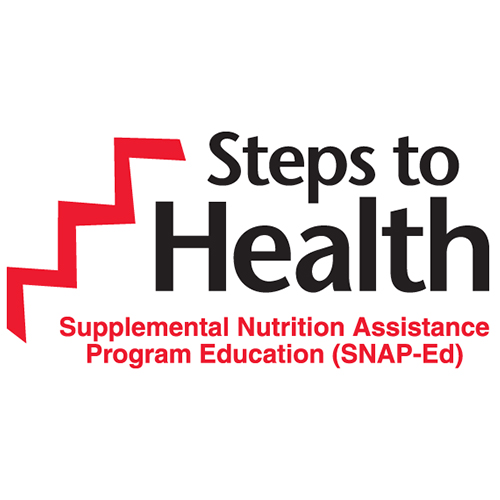 Steps to
Health
Supplemental Nutrition Assistance
Program Education (SNAP-Ed)